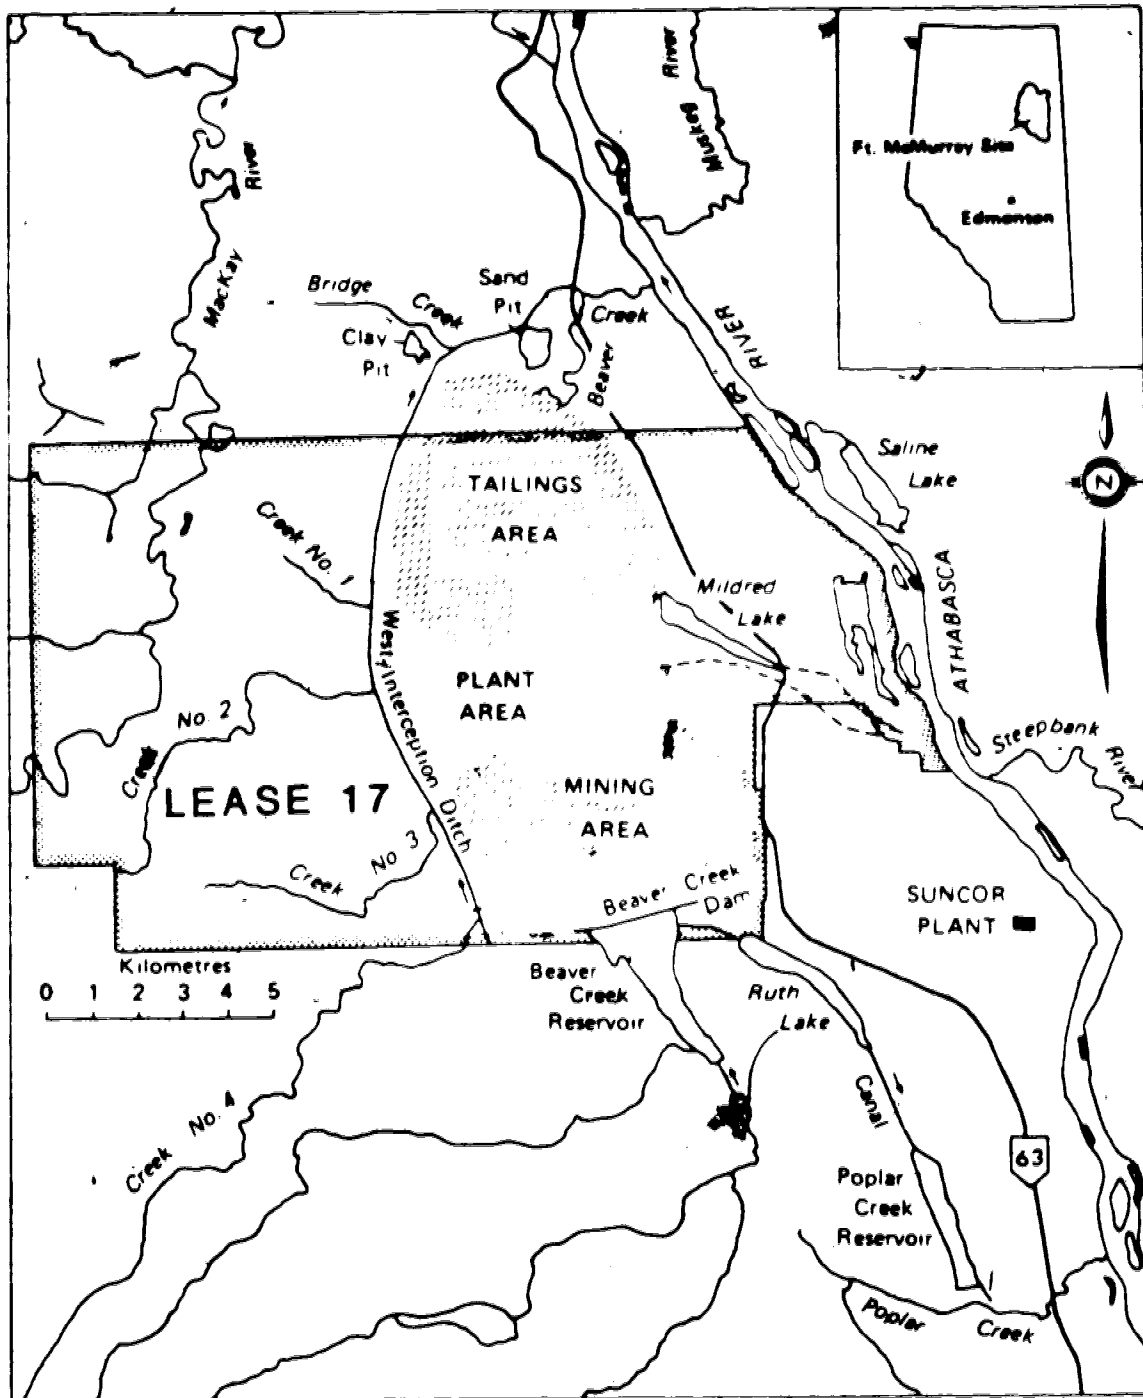 Muskeg River
Ft. McMurray Site
Edmonton
MacKay River
Bridge Creek
Sand
Pit
Clay
Pit
Beaver Creek
RIVER
Saline
Lake
N
TAILINGS
AREA
Creek No. 1
Mildred
Lake
ATHABASCA
West Interception Ditch
PLANT
AREA
Creek No. 2
Steepbank River
LEASE 17
MINING
AREA
Creek No 3
Beaver Creek
Dam
SUNCOR
PLANT
Kilometres
0 1 2 3 4 5
Beaver
Creek
Reservoir
Ruth
Lake
Canal
Creek No. 4
63
Poplar
Creek
Reservoir
Poplar Creek